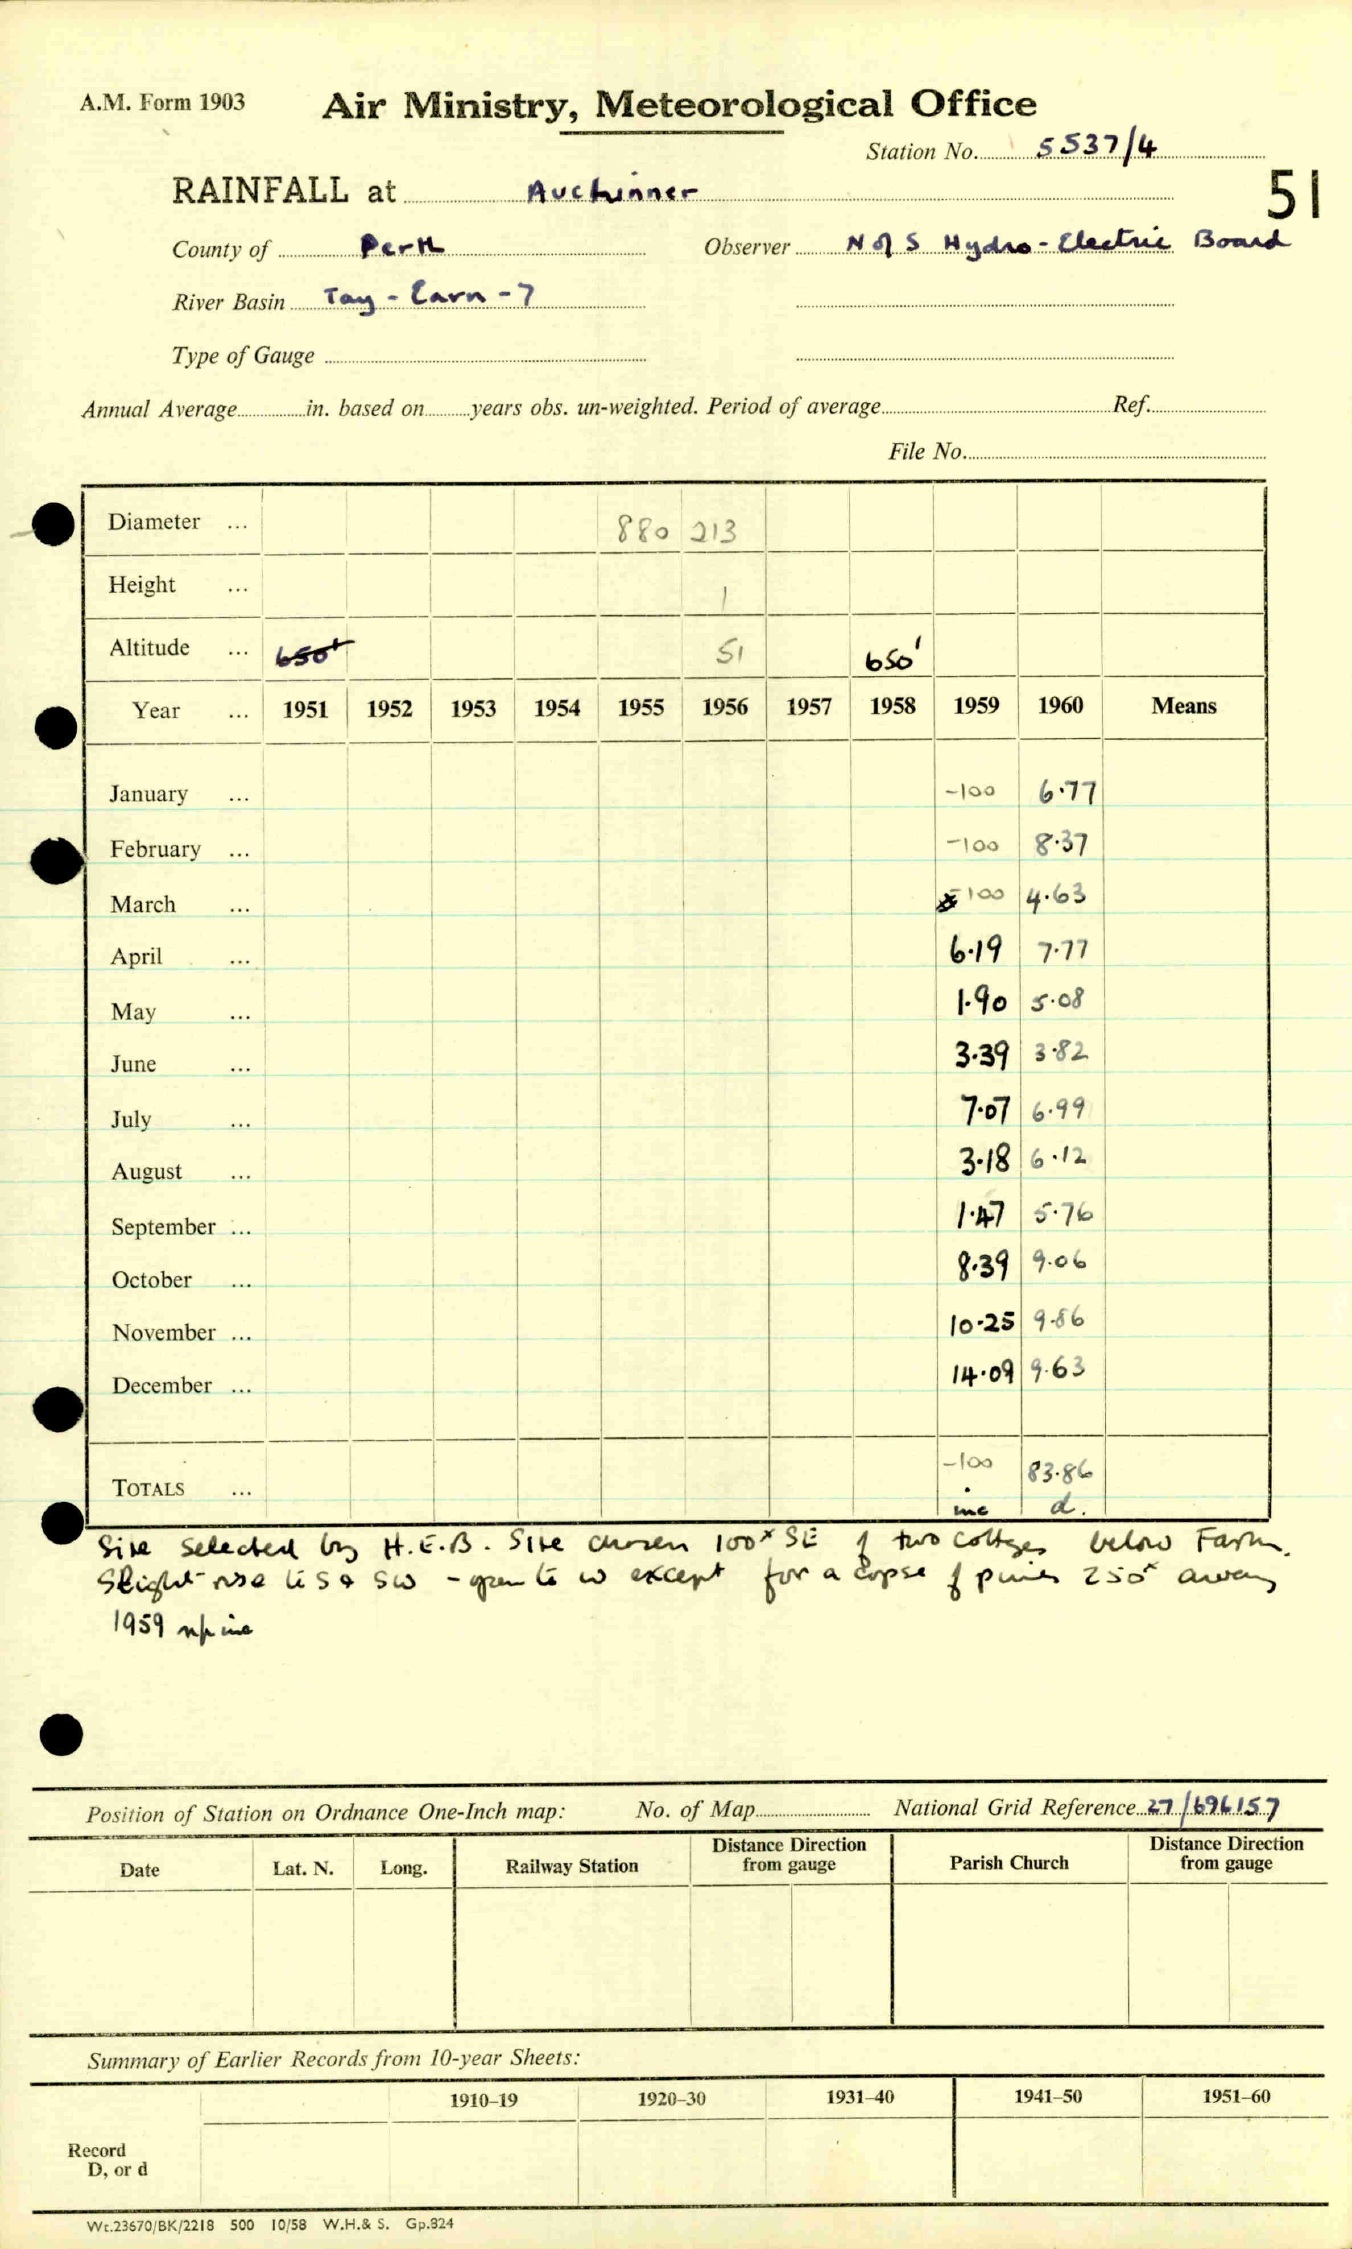 A.M. Form 1903 Air Ministry, Meteorological Office
Station No. 5537/4
51
RAINFALL at Auchinner
County of Perth Observer N of S Hydro-Electric Board
River Basin Tay - Earn - 7
Type of Gauge
Annual Average in. based on years obs. un-weighted. Period of average Ref.
File No.
Diameter ... 880 213
Height ... 1
Altitude ... 650' 51 650'
Year ... 1951 1952 1953 1954 1955 1956 1957 1958 1959 1960 Means
January ... -100 6.77
February ... -100 8.37
March ... -100 4.63
April ... 6.19 7.77
May ... 1.90 5.08
June ... 3.39 3.82
July ... 7.07 6.99
August ... 3.18 6.12
September ... 1.47 5.76
October ... 8.39 9.06
November ... 10.25 9.86
December ... 14.09 9.63
TOTALS ... -100 83.86
inc d.
Site selected by H.E.B. Site chosen 100x SE of two cottges below Farm.
Slight rise to S & SW - open to W except for a copse of pines 250x away
1959 np inc
Position of Station on Ordnance One-Inch map: No. of Map National Grid Reference 27/696157
Date Lat. N. Long. Railway Station Distance Direction from gauge Parish Church Distance Direction from gauge
Summary of Earlier Records from 10-year Sheets:
1910–19 1920–30 1931–40 1941–50 1951–60
Record
D, or d
Wt.23670/BK/2218 500 10/58 W.H.& S. Gp.824